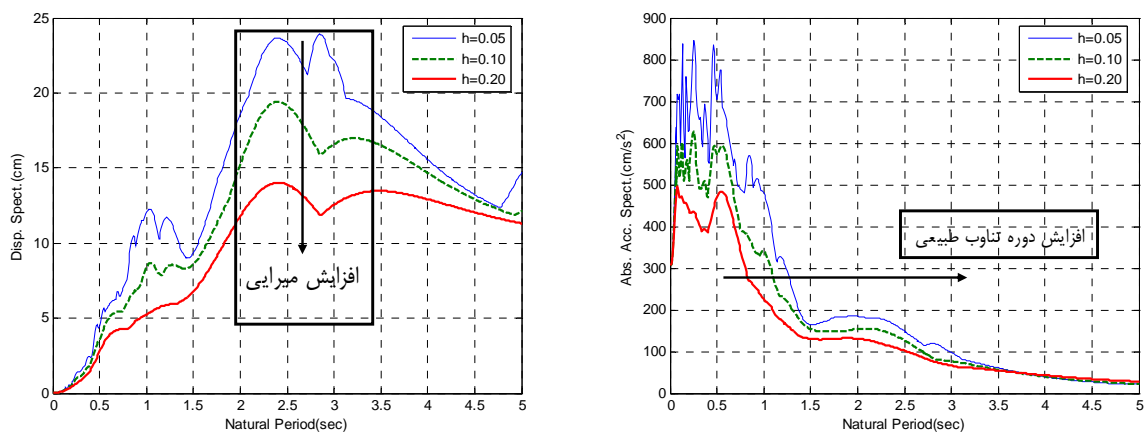 25
20
15
10
5
0
Disp. Spect.(cm)
0 0.5 1 1.5 2 2.5 3 3.5 4 4.5 5
Natural Period(sec)
h=0.05
h=0.10
h=0.20
افزایش میرایی
900
800
700
600
500
400
300
200
100
0
Abs. Acc. Spect.(cm/s²)
0 0.5 1 1.5 2 2.5 3 3.5 4 4.5 5
Natural Period(sec)
h=0.05
h=0.10
h=0.20
افزایش دوره تناوب طبیعی